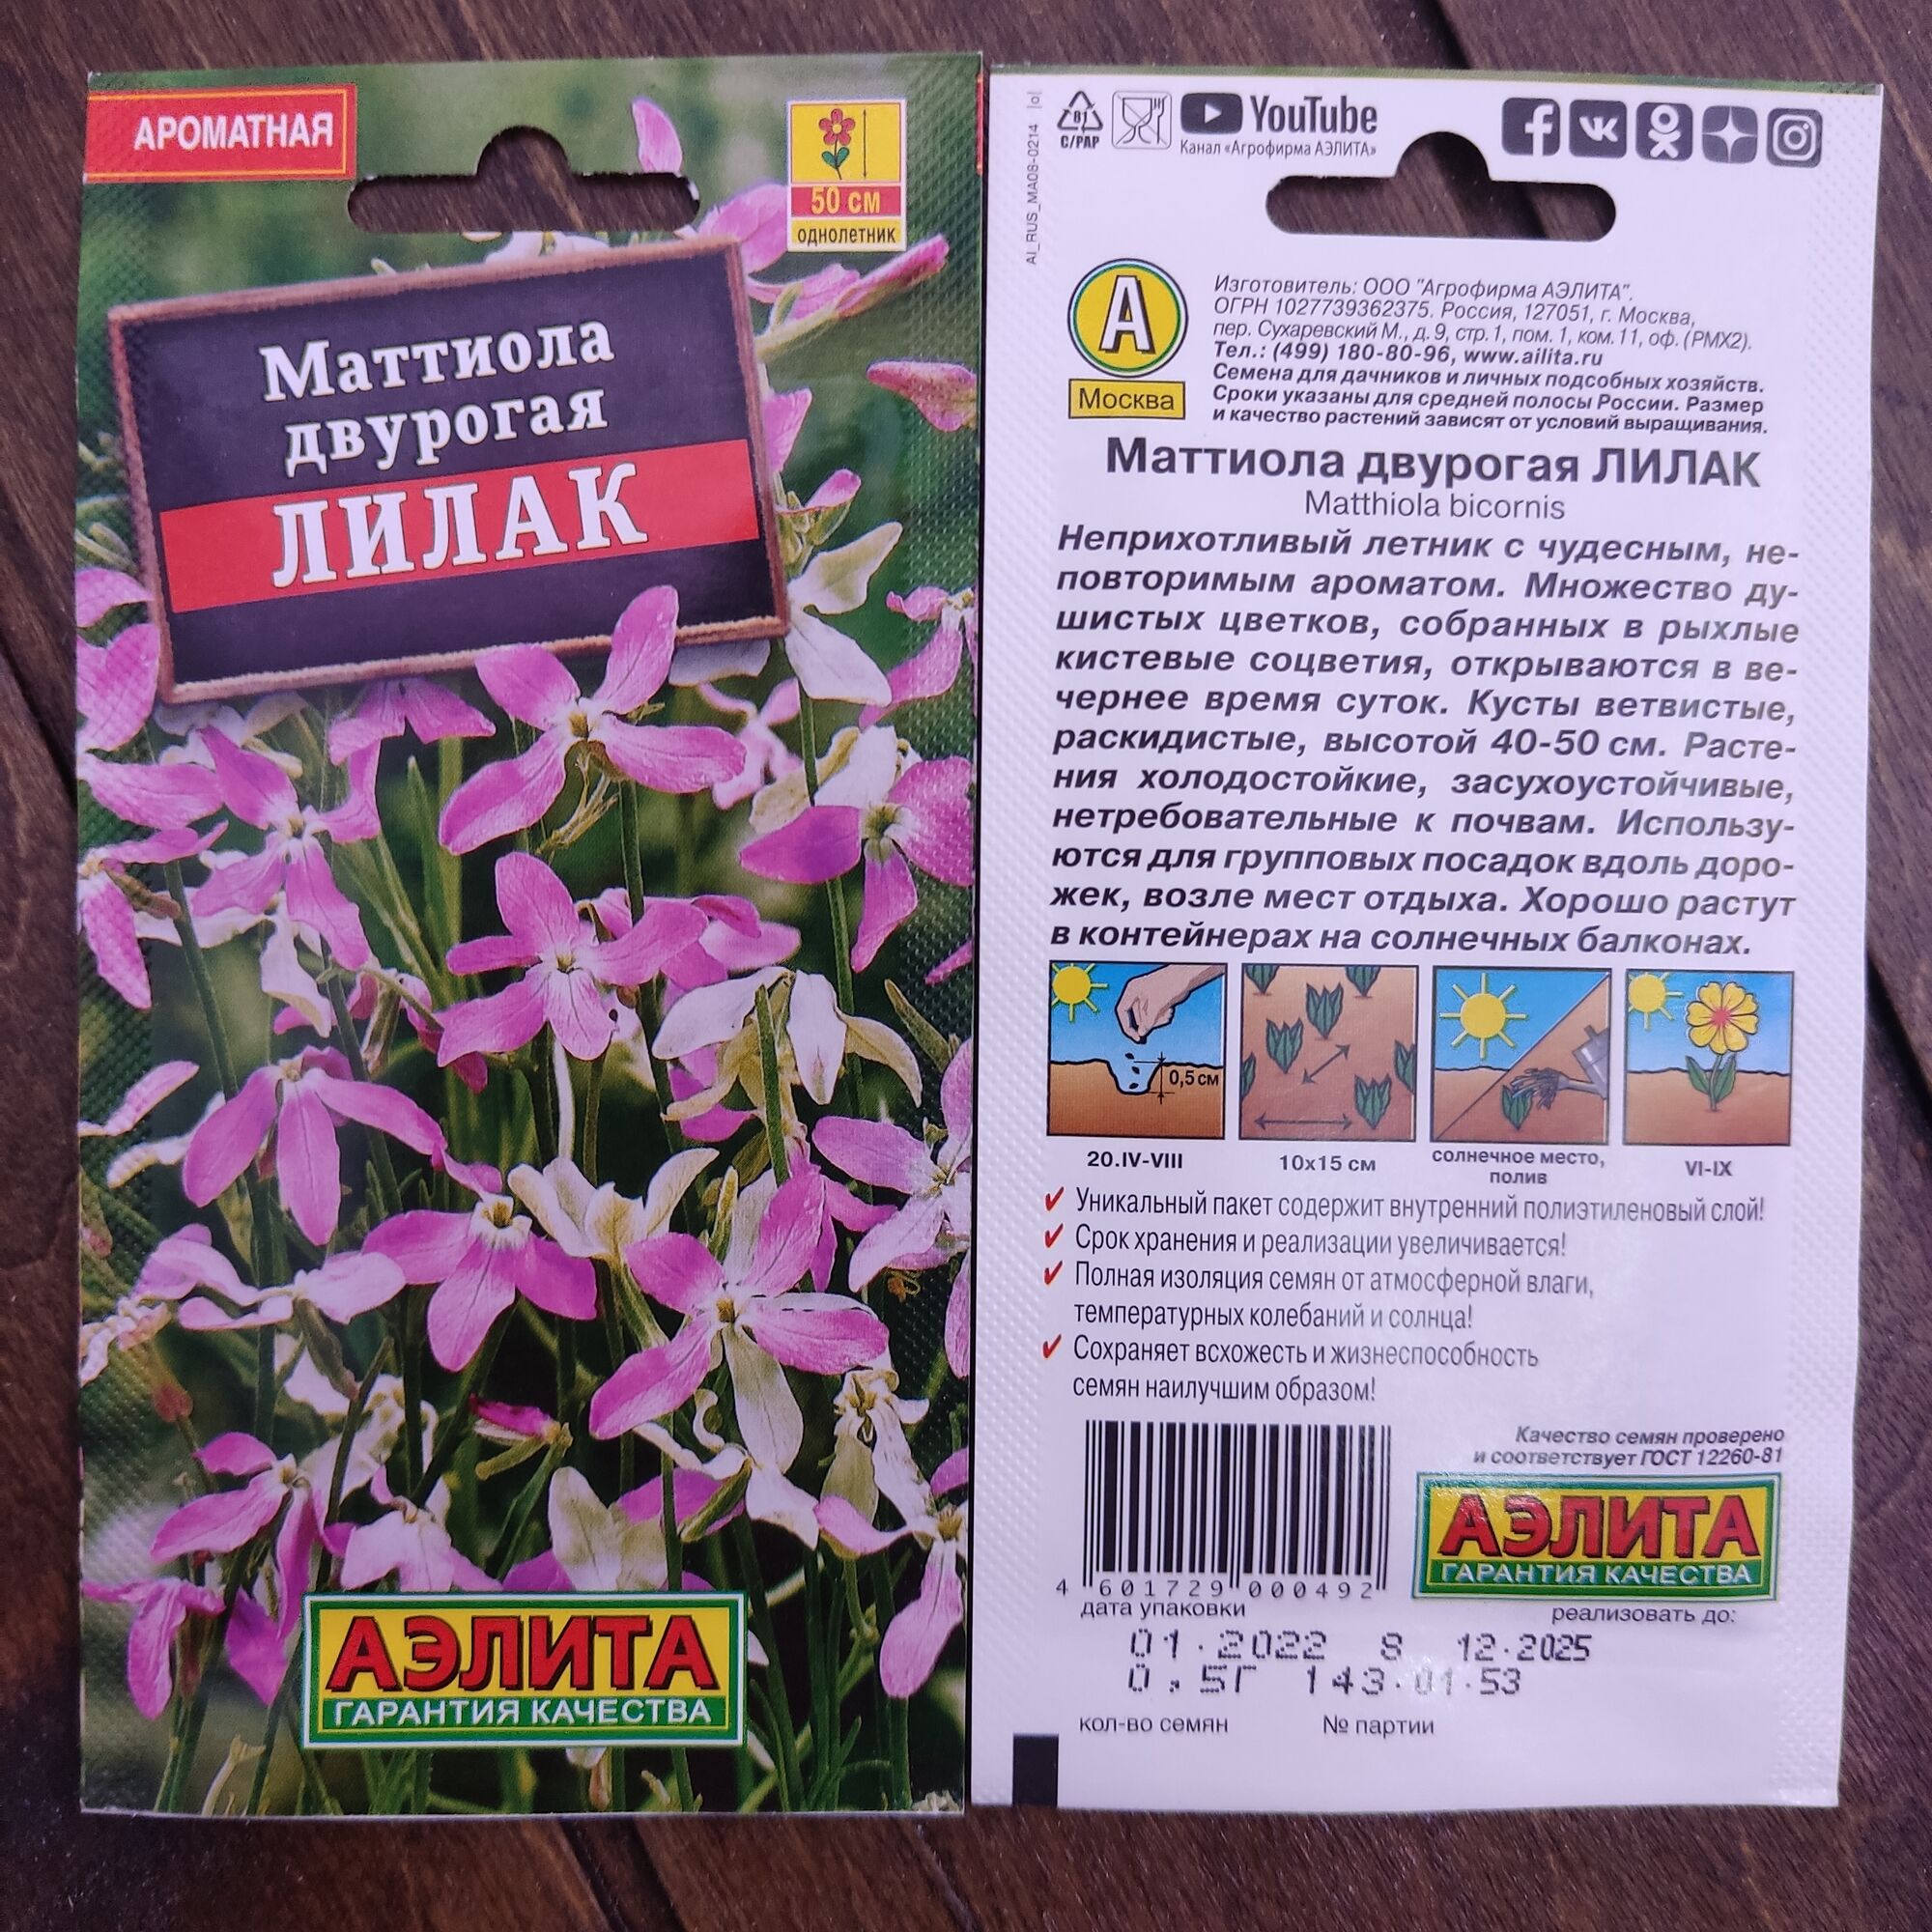 АРОМАТНАЯ
50 см
однолетник
Маттиола
двурогая
ЛИЛАК
АЭЛИТА
ГАРАНТИЯ КАЧЕСТВА
AI_RUS_MA08-0214 |o|
81
C/PAP
YouTube
Канал «Агрофирма АЭЛИТА»
А
Москва
Изготовитель: ООО "Агрофирма АЭЛИТА".
ОГРН 1027739362375. Россия, 127051, г. Москва,
пер. Сухаревский М., д. 9, стр. 1, пом. 1, ком. 11, оф. (РМХ2).
Тел.: (499) 180-80-96, www.ailita.ru
Семена для дачников и личных подсобных хозяйств.
Сроки указаны для средней полосы России. Размер
и качество растений зависят от условий выращивания.
Маттиола двурогая ЛИЛАК
Matthiola bicornis
Неприхотливый летник с чудесным, не-
повторимым ароматом. Множество ду-
шистых цветков, собранных в рыхлые
кистевые соцветия, открываются в ве-
чернее время суток. Кусты ветвистые,
раскидистые, высотой 40-50 см. Расте-
ния холодостойкие, засухоустойчивые,
нетребовательные к почвам. Использу-
ются для групповых посадок вдоль доро-
жек, возле мест отдыха. Хорошо растут
в контейнерах на солнечных балконах.
0,5 см
20.IV-VIII
10x15 см
солнечное место,
полив
VI-IX
Уникальный пакет содержит внутренний полиэтиленовый слой!
Срок хранения и реализации увеличивается!
Полная изоляция семян от атмосферной влаги,
температурных колебаний и солнца!
Сохраняет всхожесть и жизнеспособность
семян наилучшим образом!
Качество семян проверено
и соответствует ГОСТ 12260-81
АЭЛИТА
ГАРАНТИЯ КАЧЕСТВА
4 601729 000492
дата упаковки
реализовать до:
01.2022 8 12.2025
0,5Г 143.01.53
кол-во семян
№ партии